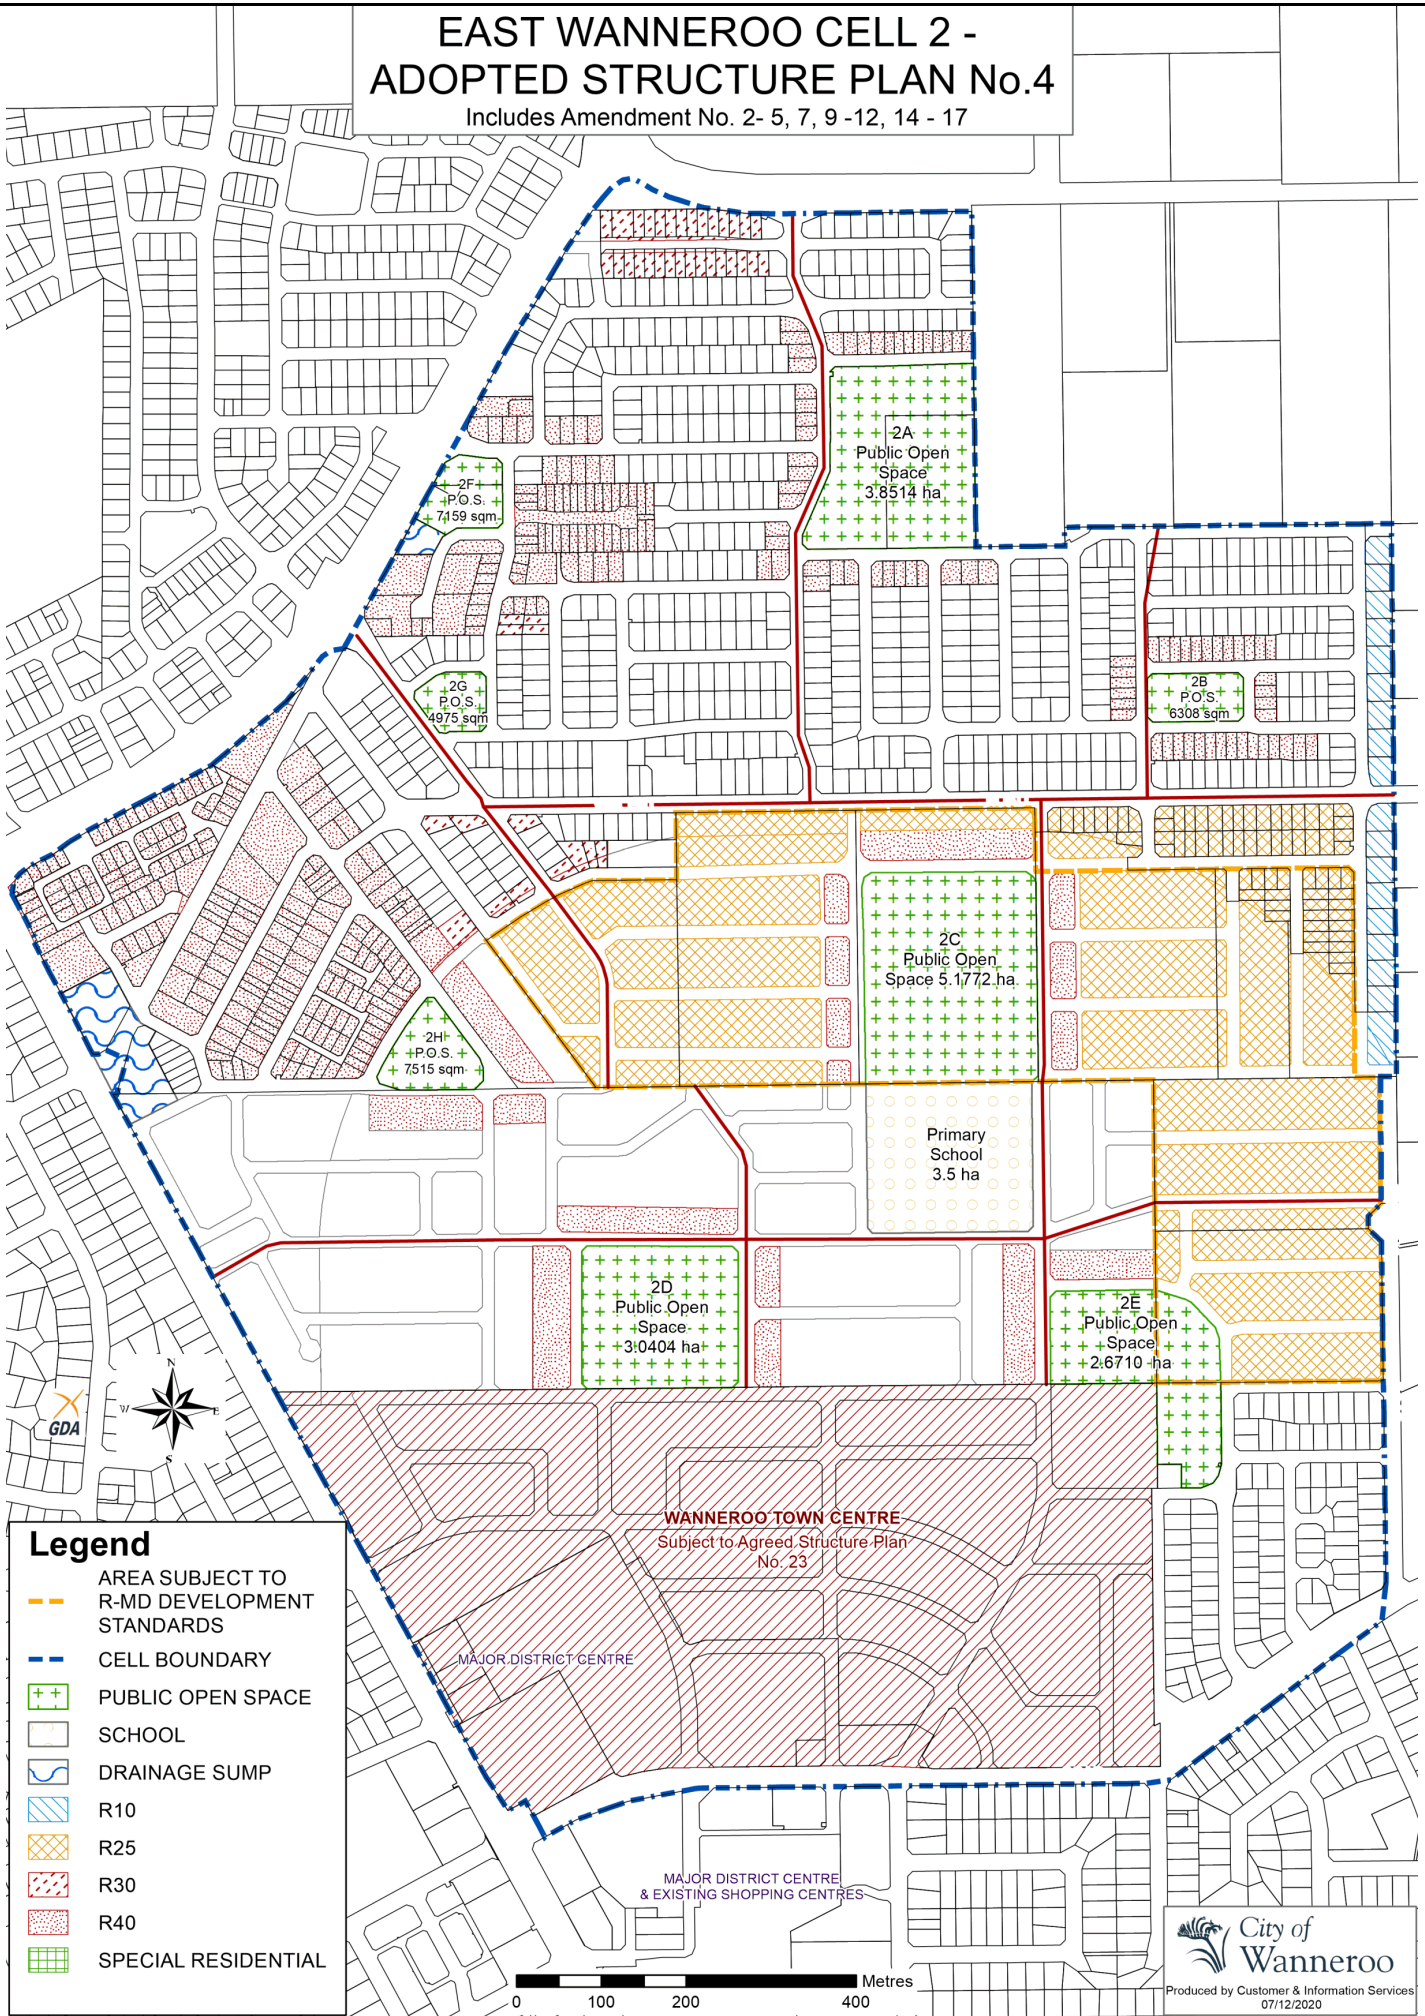 EAST WANNEROO CELL 2 -
ADOPTED STRUCTURE PLAN No.4
Includes Amendment No. 2- 5, 7, 9 -12, 14 - 17
2A
Public Open
Space
3.8514 ha
2F
P.O.S.
7159 sqm
2G
P.O.S.
4975 sqm
2B
P.O.S.
6308 sqm
2C
Public Open
Space 5.1772 ha
2H
P.O.S.
7515 sqm
Primary
School
3.5 ha
2D
Public Open
Space
3.0404 ha
2E
Public Open
Space
2.6710 ha
N
W
E
S
GDA
WANNEROO TOWN CENTRE
Subject to Agreed Structure Plan
No. 23
MAJOR DISTRICT CENTRE
MAJOR DISTRICT CENTRE
& EXISTING SHOPPING CENTRES
Legend
AREA SUBJECT TO
R-MD DEVELOPMENT
STANDARDS
CELL BOUNDARY
PUBLIC OPEN SPACE
SCHOOL
DRAINAGE SUMP
R10
R25
R30
R40
SPECIAL RESIDENTIAL
Metres
0 100 200 400
City of
Wanneroo
Produced by Customer & Information Services
07/12/2020